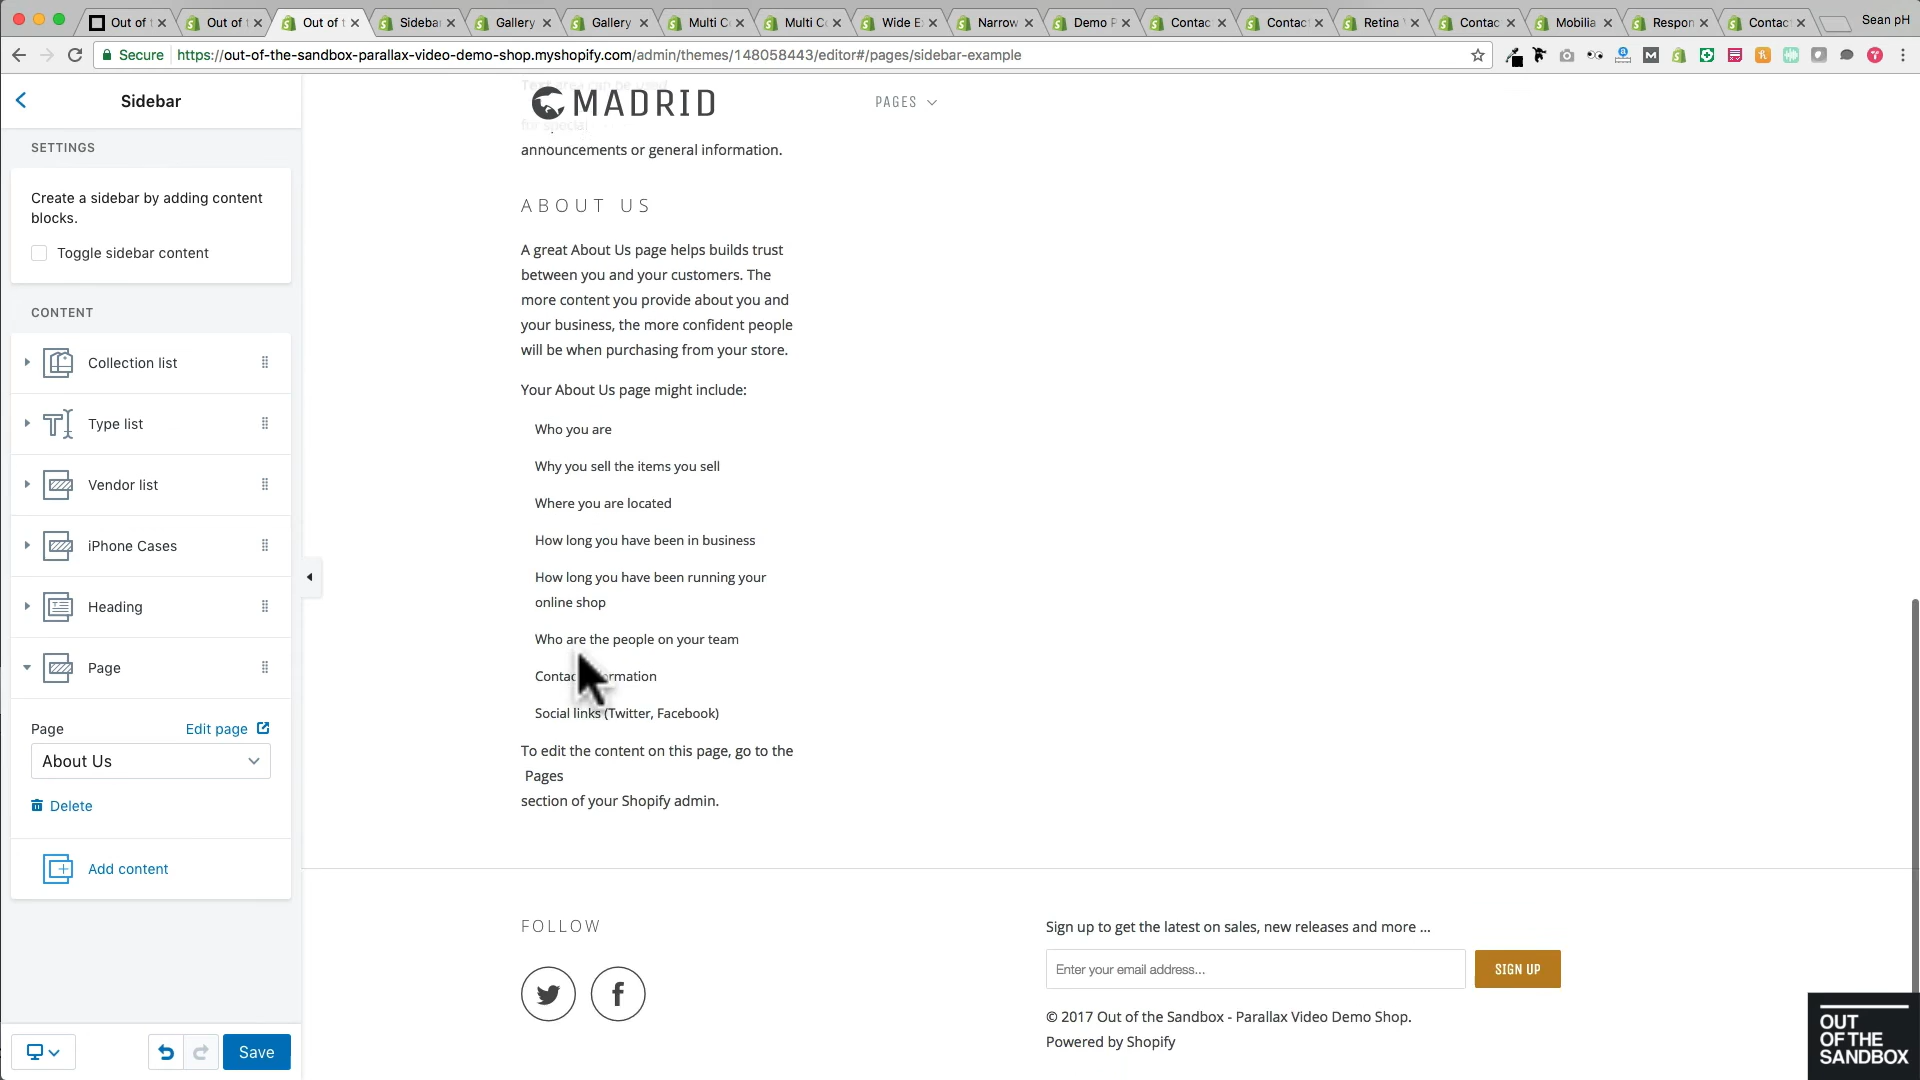 Out of t
Out of t
Out of t
Sideba
Gallery
Gallery
Multi C
Multi C
Wide E
Narrow
Demo P
Contac
Contac
Retina
Contac
Mobilia
Respon
Contac
Sean pH
Secure https://out-of-the-sandbox-parallax-video-demo-shop.myshopify.com/admin/themes/148058443/editor#/pages/sidebar-example
Sidebar
SETTINGS
Create a sidebar by adding content
blocks.
Toggle sidebar content
CONTENT
Collection list
Type list
Vendor list
iPhone Cases
Heading
Page
Page Edit page
About Us
Delete
Add content
Save
MADRID
PAGES
for special
announcements or general information.
ABOUT US
A great About Us page helps builds trust
between you and your customers. The
more content you provide about you and
your business, the more confident people
will be when purchasing from your store.
Your About Us page might include:
Who you are
Why you sell the items you sell
Where you are located
How long you have been in business
How long you have been running your
online shop
Who are the people on your team
Contac rmation
Social links (Twitter, Facebook)
To edit the content on this page, go to the
Pages
section of your Shopify admin.
FOLLOW
Sign up to get the latest on sales, new releases and more ...
Enter your email address...
SIGN UP
© 2017 Out of the Sandbox - Parallax Video Demo Shop.
Powered by Shopify
OUT
OF THE
SANDBOX